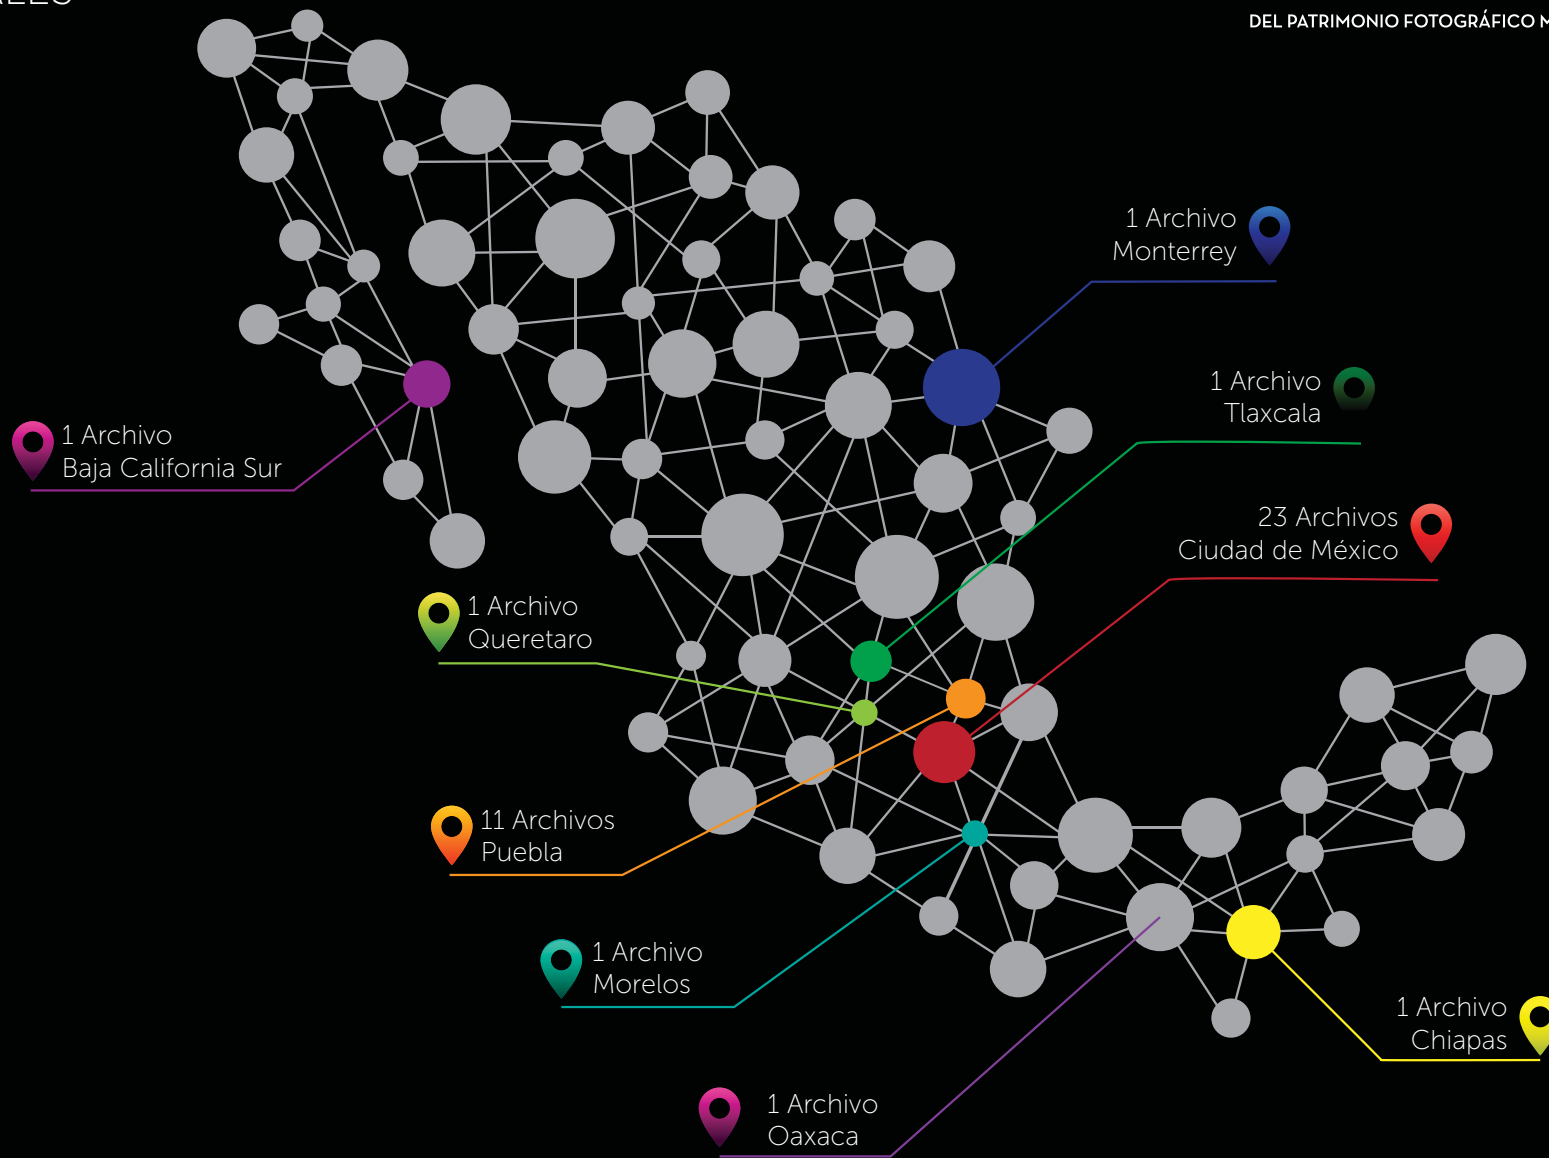 DEL PATRIMONIO FOTOGRÁFICO
1 Archivo
Monterrey
1 Archivo
Tlaxcala
1 Archivo
Baja California Sur
23 Archivos
Ciudad de México
1 Archivo
Queretaro
11 Archivos
Puebla
1 Archivo
Morelos
1 Archivo
Chiapas
1 Archivo
Oaxaca